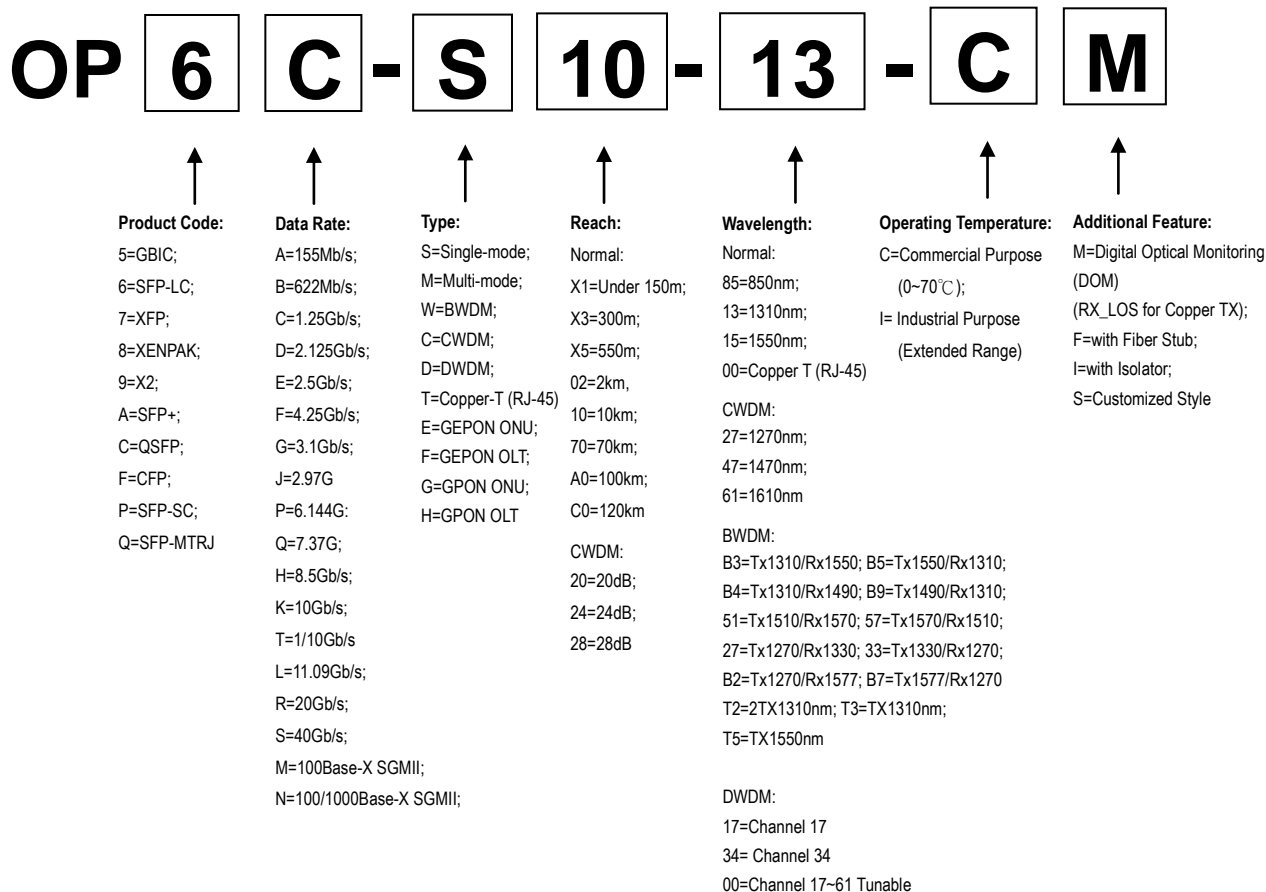 OP 6 C - S 10 - 13 - C M
Product Code:
5=GBIC;
6=SFP-LC;
7=XFP;
8=XENPAK;
9=X2;
A=SFP+;
C=QSFP;
F=CFP;
P=SFP-SC;
Q=SFP-MTRJ
Data Rate:
A=155Mb/s;
B=622Mb/s;
C=1.25Gb/s;
D=2.125Gb/s;
E=2.5Gb/s;
F=4.25Gb/s;
G=3.1Gb/s;
J=2.97G
P=6.144G:
Q=7.37G;
H=8.5Gb/s;
K=10Gb/s;
T=1/10Gb/s
L=11.09Gb/s;
R=20Gb/s;
S=40Gb/s;
M=100Base-X SGMII;
N=100/1000Base-X SGMII;
Type:
S=Single-mode;
M=Multi-mode;
W=BWDM;
C=CWDM;
D=DWDM;
T=Copper-T (RJ-45)
E=GEPON ONU;
F=GEPON OLT;
G=GPON ONU;
H=GPON OLT
Reach:
Normal:
X1=Under 150m;
X3=300m;
X5=550m;
02=2km,
10=10km;
70=70km;
A0=100km;
C0=120km
CWDM:
20=20dB;
24=24dB;
28=28dB
Wavelength:
Normal:
85=850nm;
13=1310nm;
15=1550nm;
00=Copper T (RJ-45)
CWDM:
27=1270nm;
47=1470nm;
61=1610nm
BWDM:
B3=Tx1310/Rx1550; B5=Tx1550/Rx1310;
B4=Tx1310/Rx1490; B9=Tx1490/Rx1310;
51=Tx1510/Rx1570; 57=Tx1570/Rx1510;
27=Tx1270/Rx1330; 33=Tx1330/Rx1270;
B2=Tx1270/Rx1577; B7=Tx1577/Rx1270
T2=2TX1310nm; T3=TX1310nm;
T5=TX1550nm
DWDM:
17=Channel 17
34= Channel 34
00=Channel 17~61 Tunable
Operating Temperature:
C=Commercial Purpose
(0~70℃);
I= Industrial Purpose
(Extended Range)
Additional Feature:
M=Digital Optical Monitoring
(DOM)
(RX_LOS for Copper TX);
F=with Fiber Stub;
I=with Isolator;
S=Customized Style